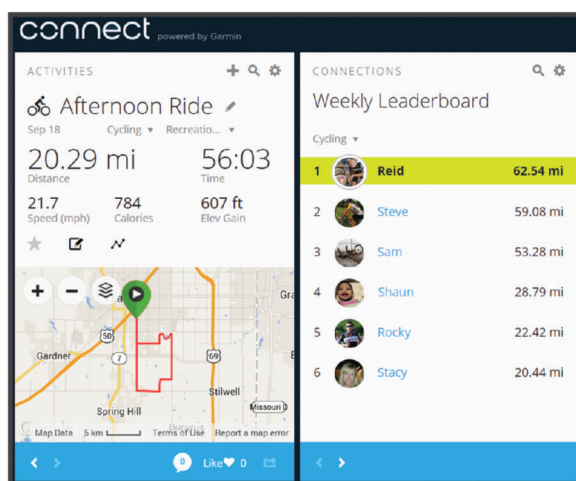 connect powered by Garmin
ACTIVITIES
Afternoon Ride
Sep 18 Cycling Recreatio...
20.29 mi 56:03
Distance Time
21.7 784 607 ft
Speed (mph) Calories Elev Gain
50
Gardner 7 69
Stilwell
Spring Hill Missouri
Map Data 5 km Terms of Use Report a map error
0 Like 0
CONNECTIONS
Weekly Leaderboard
Cycling
1 Reid 62.54 mi
2 Steve 59.08 mi
3 Sam 53.28 mi
4 Shaun 28.79 mi
5 Rocky 22.42 mi
6 Stacy 20.44 mi